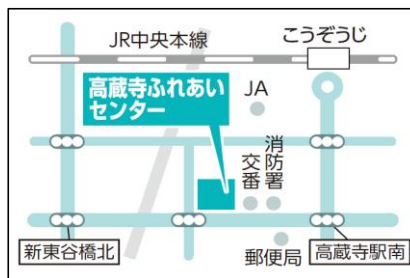 JR中央本線
こうぞうじ
高蔵寺ふれあい
センター
JA
消防署
交番
新東谷橋北
郵便局
高蔵寺駅南